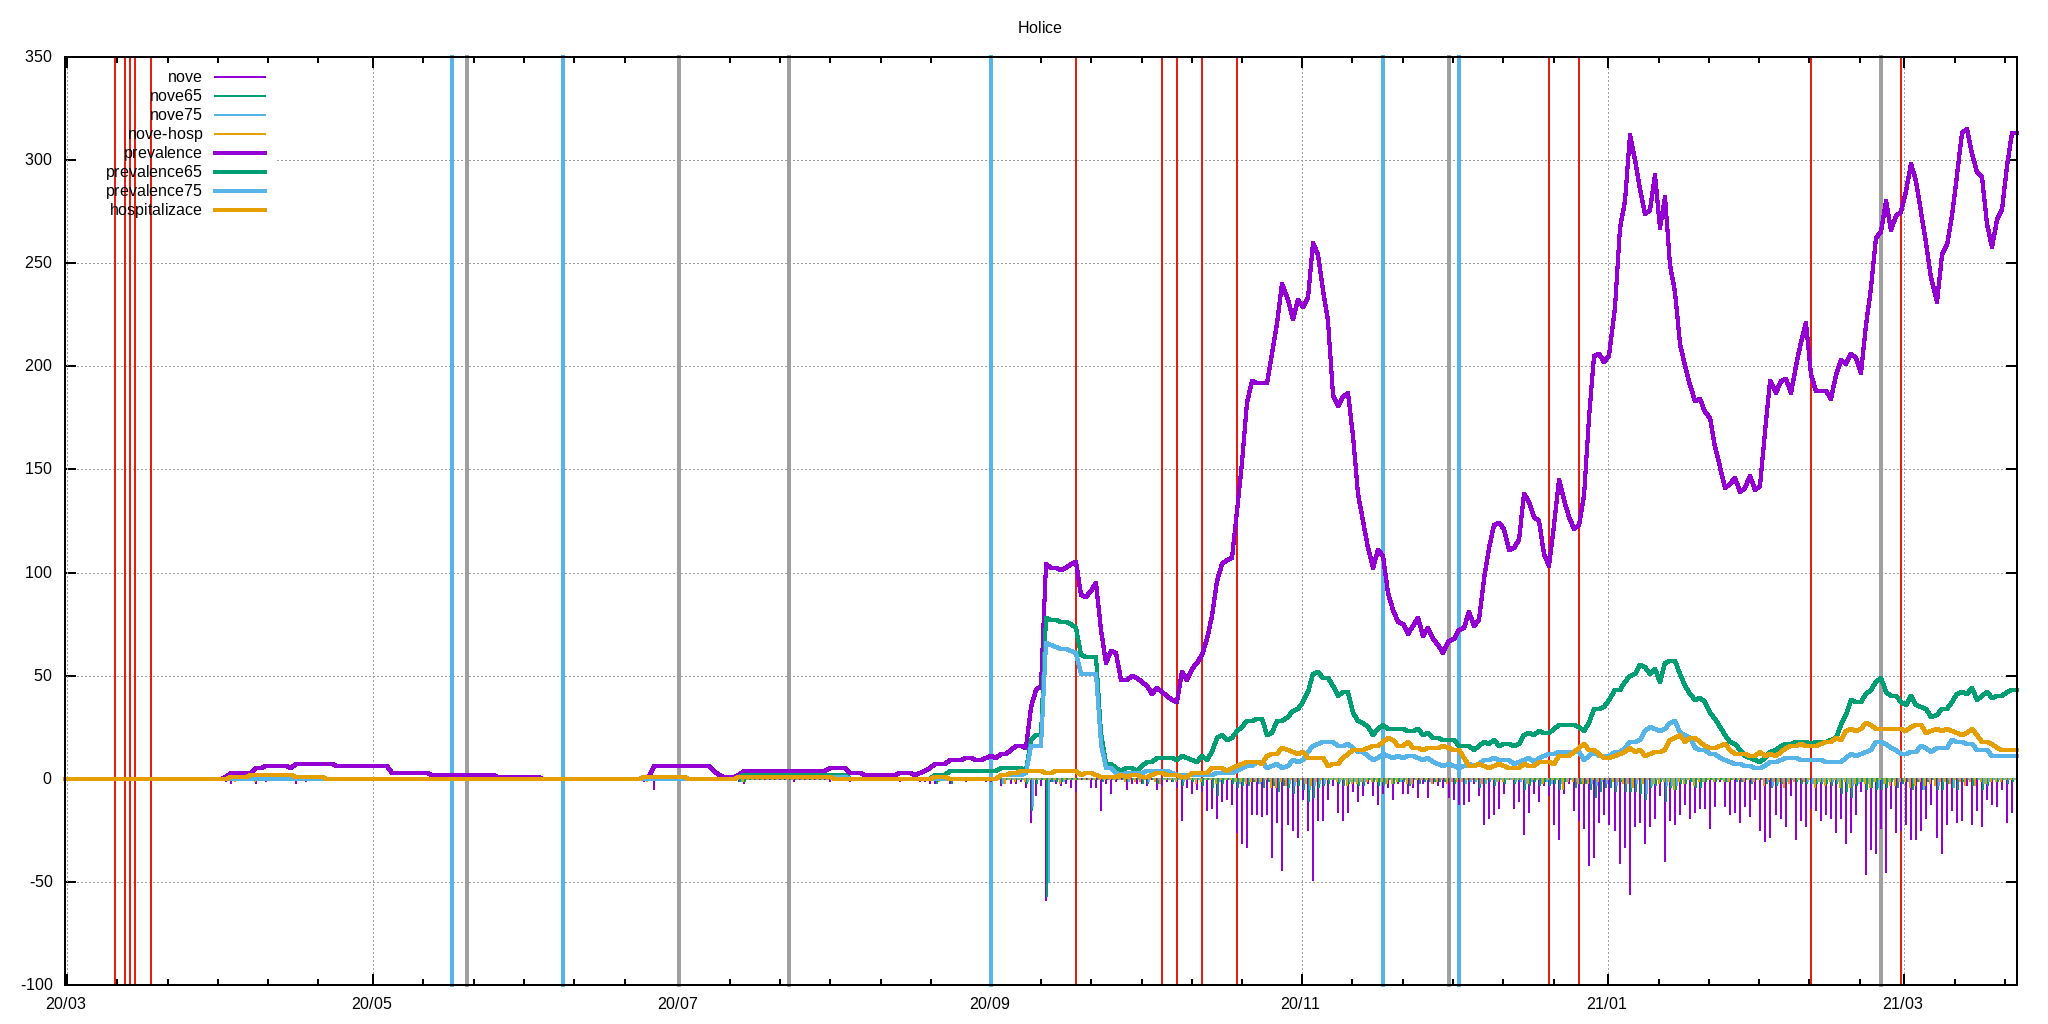 Holice
350
300
250
200
150
100
50
0
-50
-100
nove
nove65
nove75
nove-hosp
prevalence
prevalence65
prevalence75
hospitalizace
20/03 20/05 20/07 20/09 20/11 21/01 21/03